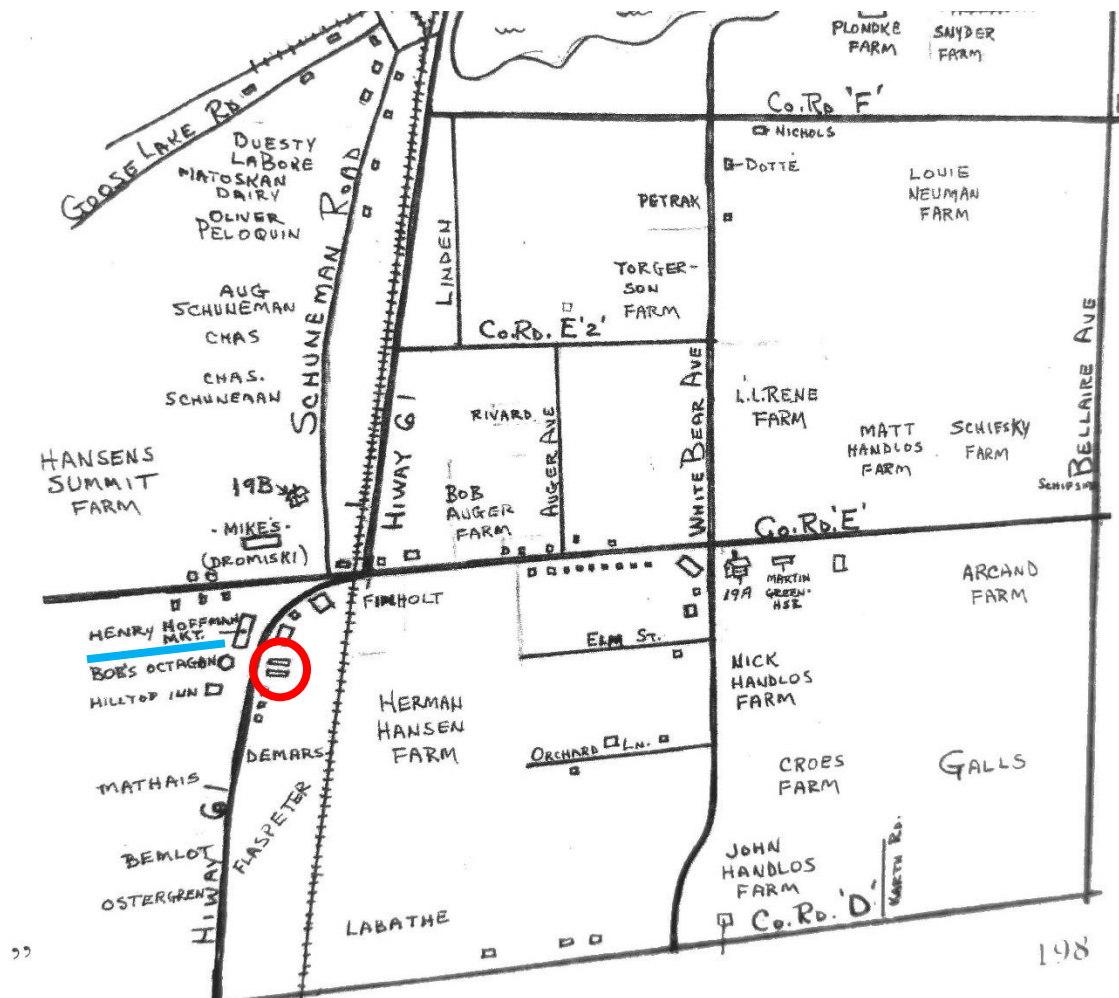 PLONDKE
FARM
SNYDER
FARM
Co. Rd. 'F'
NICHOLS
DOTTÉ
GOOSE LAKE RD
DUESTY
LABORE
MATOSKAN
DAIRY
OLIVER
PELOQUIN
SCHUNEMAN ROAD
LINDEN
PETRAK
LOUIE
NEUMAN
FARM
TORGER-
SON
FARM
AUG
SCHUNEMAN
CHAS
Co. Rd. E '2'
CHAS.
SCHUNEMAN
HIWAY 61
RIVARD
AUGER AVE
WHITE BEAR AVE
L.L. RENE
FARM
MATT
HANDLOS
FARM
SCHIFSKY
FARM
BELLAIRE AVE
HANSENS
SUMMIT
FARM
19B
BOB
AUGER
FARM
- MIKE'S -
(DROMISKI)
Co. Rd. 'E'
19A
MARTIN
GREEN-
HSE
ARCAND
FARM
FINHOLT
HENRY HOFFMAN
MKT.
BOB'S OCTAGON
HILLTOP INN
ELM ST.
NICK
HANDLOS
FARM
HERMAN
HANSEN
FARM
DEMARS
ORCHARD LN.
CROES
FARM
GALLS
MATHAIS
HIWAY 61
FLASPETER
BEMLOT
OSTERGREN
JOHN
HANDLOS
FARM
KARTH RD.
LABATHE
Co. Rd. 'D'
198